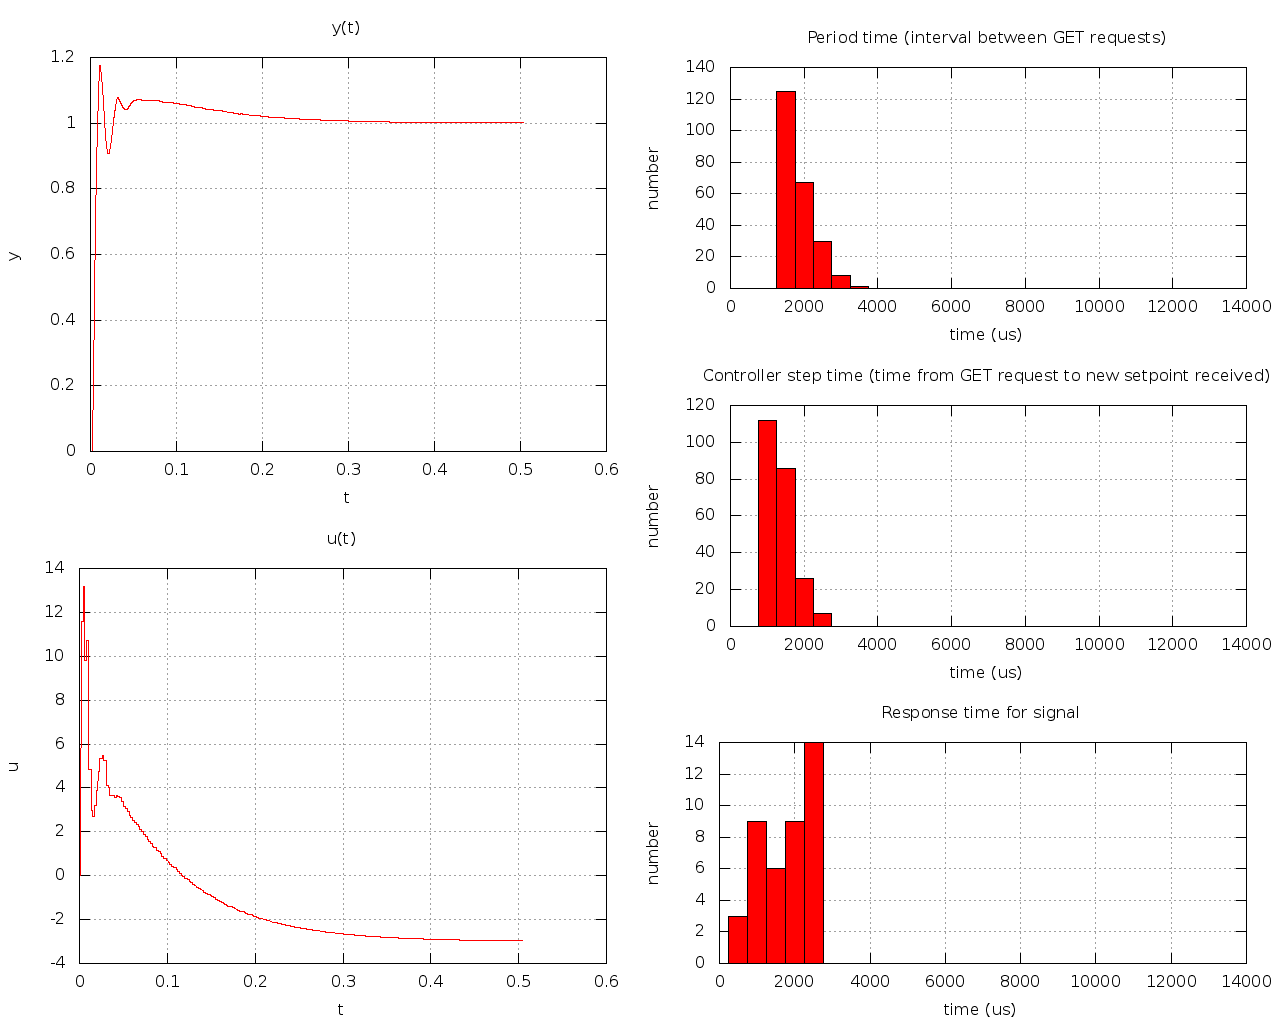 y(t)
1.2
1
0.8
0.6
0.4
0.2
0
y
0 0.1 0.2 0.3 0.4 0.5 0.6
t
u(t)
14
12
10
8
6
4
2
0
-2
-4
u
0 0.1 0.2 0.3 0.4 0.5 0.6
t
Period time (interval between GET requests)
140
120
100
80
60
40
20
0
number
0 2000 4000 6000 8000 10000 12000 14000
time (us)
Controller step time (time from GET request to new setpoint received)
120
100
80
60
40
20
0
number
0 2000 4000 6000 8000 10000 12000 14000
time (us)
Response time for signal
14
12
10
8
6
4
2
0
number
0 2000 4000 6000 8000 10000 12000 14000
time (us)